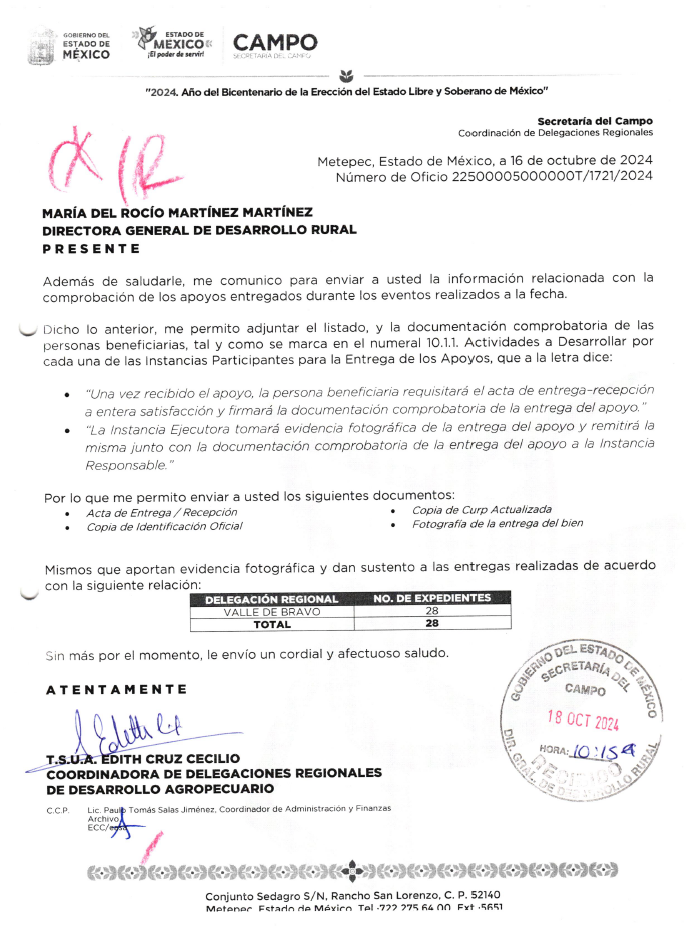 GOBIERNO DEL
ESTADO DE
MÉXICO
ESTADO DE
MÉXICO
¡El poder de servir!
CAMPO
SECRETARÍA DEL CAMPO
"2024. Año del Bicentenario de la Erección del Estado Libre y Soberano de México"
Secretaría del Campo
Coordinación de Delegaciones Regionales
Metepec, Estado de México, a 16 de octubre de 2024
Número de Oficio 22500005000000T/1721/2024
MARÍA DEL ROCÍO MARTÍNEZ MARTÍNEZ
DIRECTORA GENERAL DE DESARROLLO RURAL
P R E S E N T E
Además de saludarle, me comunico para enviar a usted la información relacionada con la
comprobación de los apoyos entregados durante los eventos realizados a la fecha.
Dicho lo anterior, me permito adjuntar el listado, y la documentación comprobatoria de las
personas beneficiarias, tal y como se marca en el numeral 10.1.1. Actividades a Desarrollar por
cada una de las Instancias Participantes para la Entrega de los Apoyos, que a la letra dice:
• "Una vez recibido el apoyo, la persona beneficiaria requisitará el acta de entrega–recepción
a entera satisfacción y firmará la documentación comprobatoria de la entrega del apoyo."
• "La Instancia Ejecutora tomará evidencia fotográfica de la entrega del apoyo y remitirá la
misma junto con la documentación comprobatoria de la entrega del apoyo a la Instancia
Responsable."
Por lo que me permito enviar a usted los siguientes documentos:
• Acta de Entrega / Recepción
• Copia de Identificación Oficial
• Copia de Curp Actualizada
• Fotografía de la entrega del bien
Mismos que aportan evidencia fotográfica y dan sustento a las entregas realizadas de acuerdo
con la siguiente relación:
DELEGACIÓN REGIONAL NO. DE EXPEDIENTES
VALLE DE BRAVO 28
TOTAL 28
Sin más por el momento, le envío un cordial y afectuoso saludo.
A T E N T A M E N T E
T.S.U.A. EDITH CRUZ CECILIO
COORDINADORA DE DELEGACIONES REGIONALES
DE DESARROLLO AGROPECUARIO
GOBIERNO DEL ESTADO DE MÉXICO
SECRETARÍA DEL
CAMPO
18 OCT 2024
HORA: 10:15
RECIBIDO
DIR. GRAL. DE DESARROLLO RURAL
C.C.P. Lic. Paulo Tomás Salas Jiménez, Coordinador de Administración y Finanzas
Archivo
ECC/
Conjunto Sedagro S/N, Rancho San Lorenzo, C. P. 52140
Metepec, Estado de México. Tel.:722 275 64 00, Ext.:5651